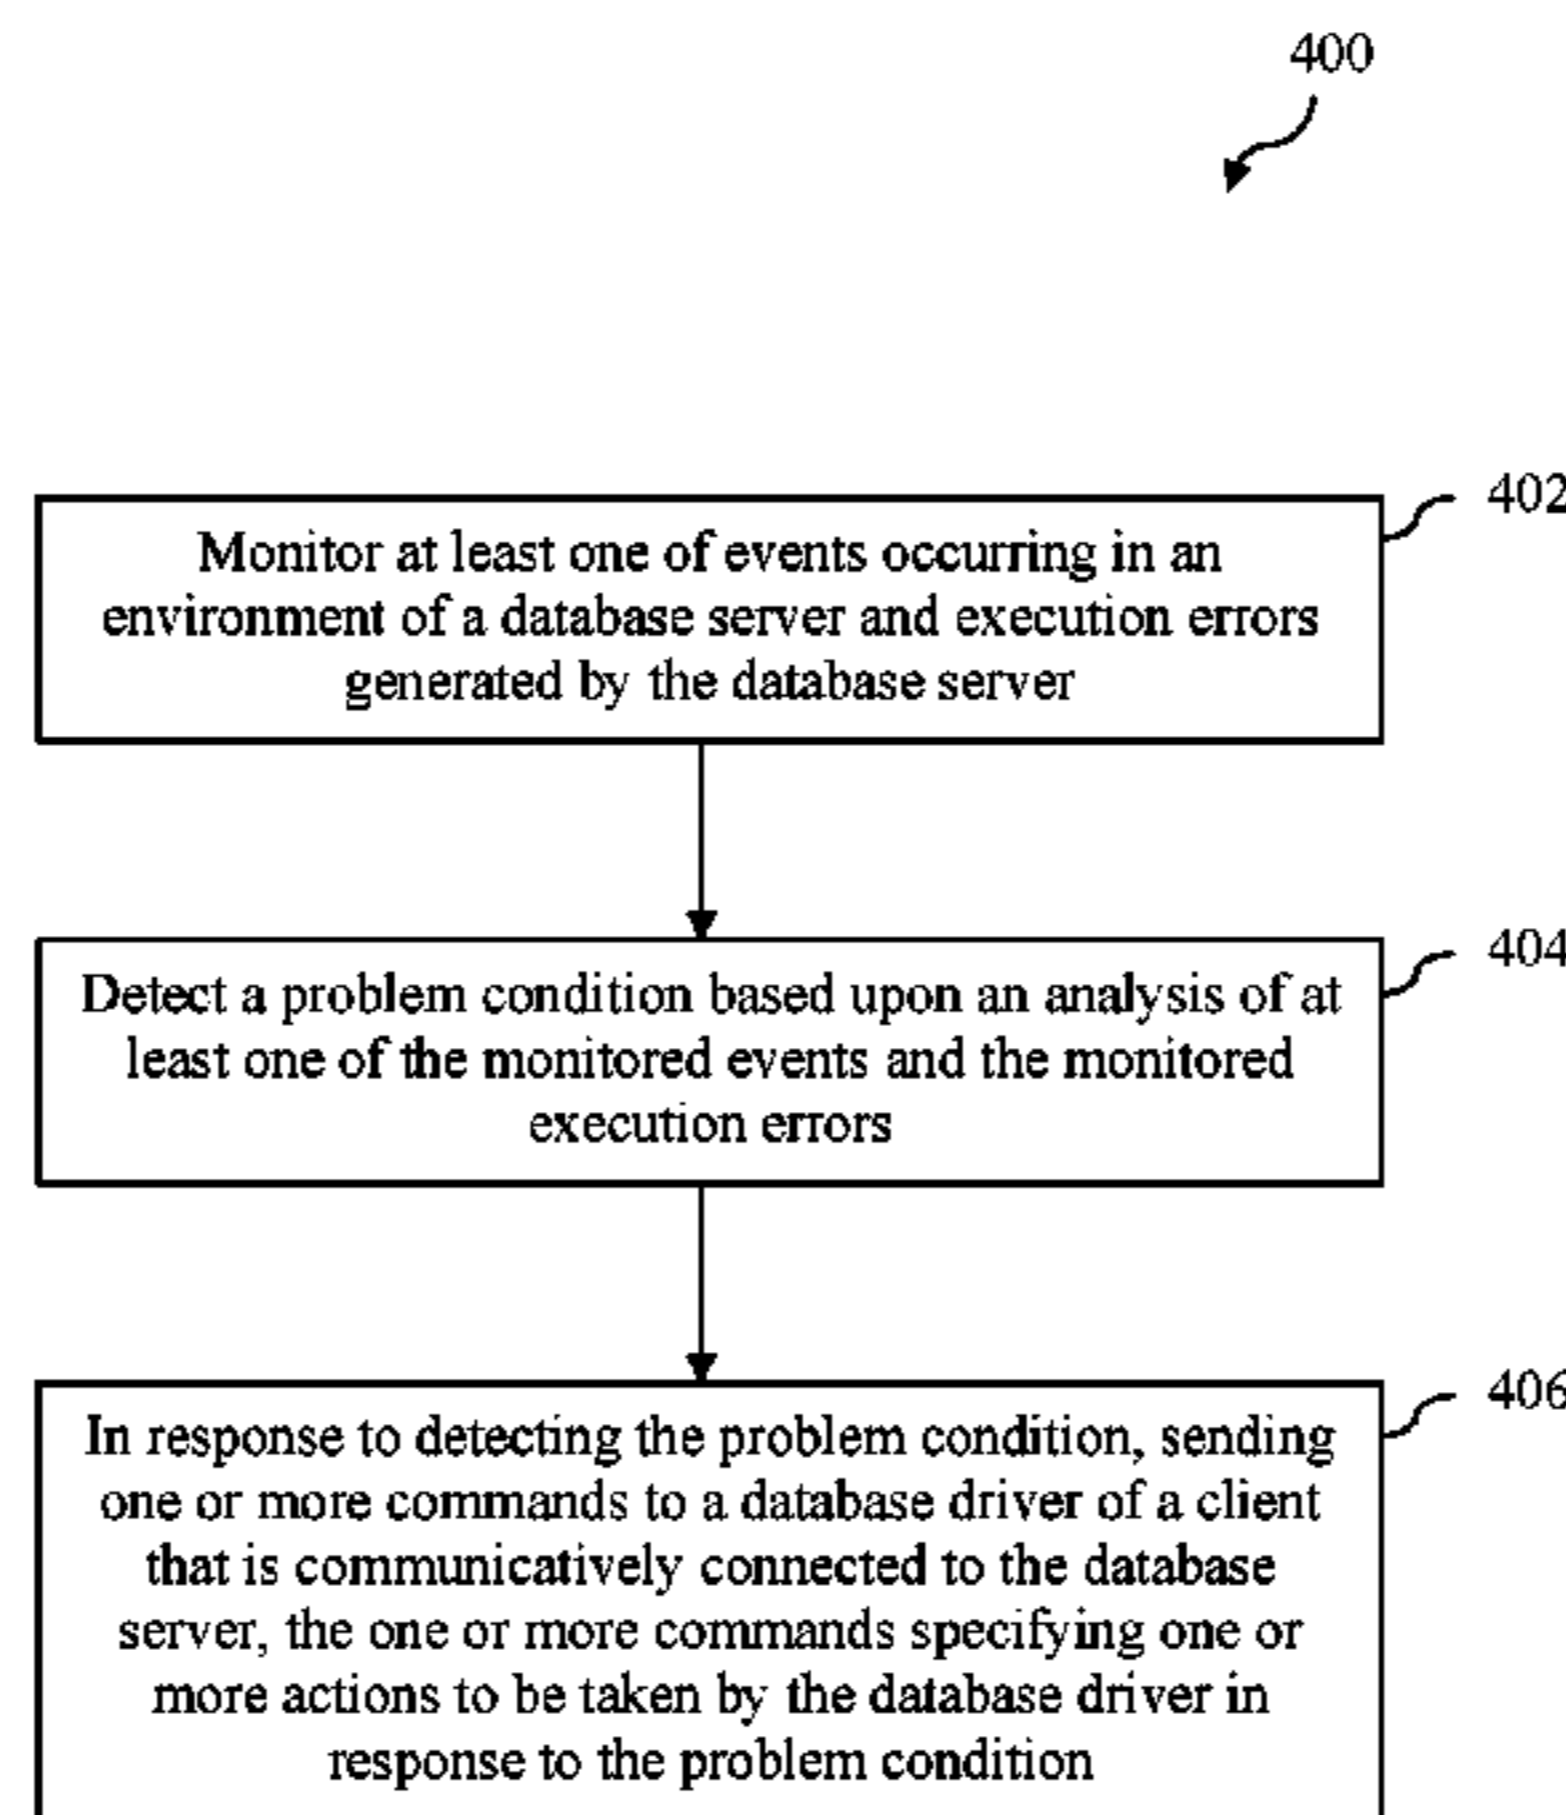 400
402
Monitor at least one of events occurring in an
environment of a database server and execution errors
generated by the database server
404
Detect a problem condition based upon an analysis of at
least one of the monitored events and the monitored
execution errors
406
In response to detecting the problem condition, sending
one or more commands to a database driver of a client
that is communicatively connected to the database
server, the one or more commands specifying one or
more actions to be taken by the database driver in
response to the problem condition